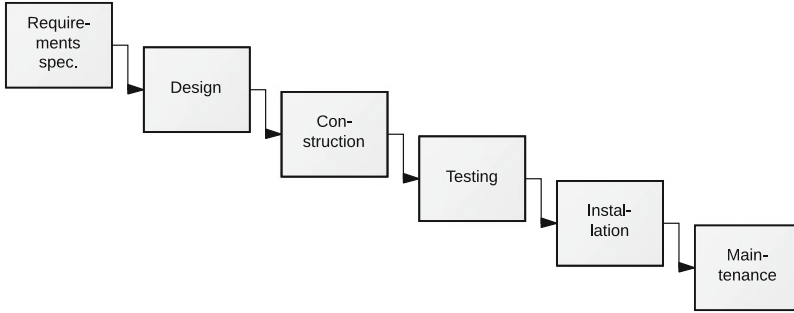 Require-
ments
spec.
Design
Con-
struction
Testing
Instal-
lation
Main-
tenance